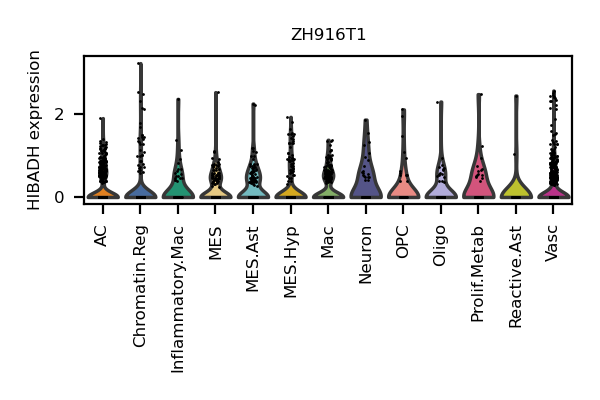 ZH916T1
HIBADH expression
2
0
AC
Chromatin.Reg
Inflammatory.Mac
MES
MES.Ast
MES.Hyp
Mac
Neuron
OPC
Oligo
Prolif.Metab
Reactive.Ast
Vasc